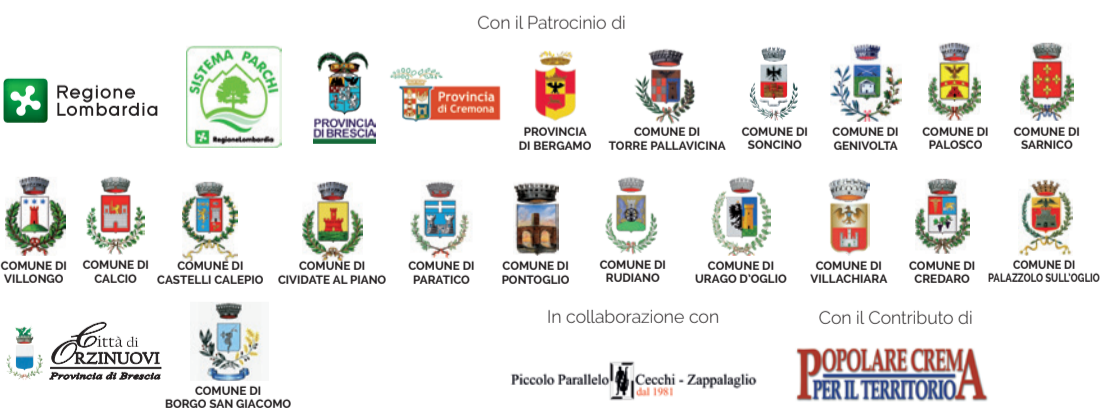 Con il Patrocinio di
Regione
Lombardia
SISTEMA PARCHI
RegioneLombardia
PROVINCIA
DI BRESCIA
Provincia
di Cremona
PROVINCIA
DI BERGAMO
COMUNE DI
TORRE PALLAVICINA
COMUNE DI
SONCINO
COMUNE DI
GENIVOLTA
COMUNE DI
PALOSCO
COMUNE DI
SARNICO
COMUNE DI
VILLONGO
COMUNE DI
CALCIO
COMUNE DI
CASTELLI CALEPIO
COMUNE DI
CIVIDATE AL PIANO
COMUNE DI
PARATICO
COMUNE DI
PONTOGLIO
COMUNE DI
RUDIANO
COMUNE DI
URAGO D'OGLIO
COMUNE DI
VILLACHIARA
COMUNE DI
CREDARO
COMUNE DI
PALAZZOLO SULL'OGLIO
Città di
ORZINUOVI
Provincia di Brescia
COMUNE DI
BORGO SAN GIACOMO
In collaborazione con
Piccolo Parallelo Cecchi - Zappalaglio
dal 1981
Con il Contributo di
POPOLARE CREMA
PER IL TERRITORIO